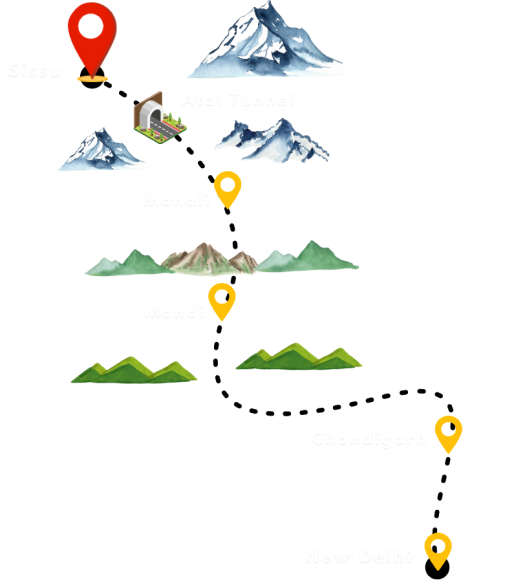 Sissu
Atal Tunnel
Manali
Mandi
Chandigarh
New Delhi